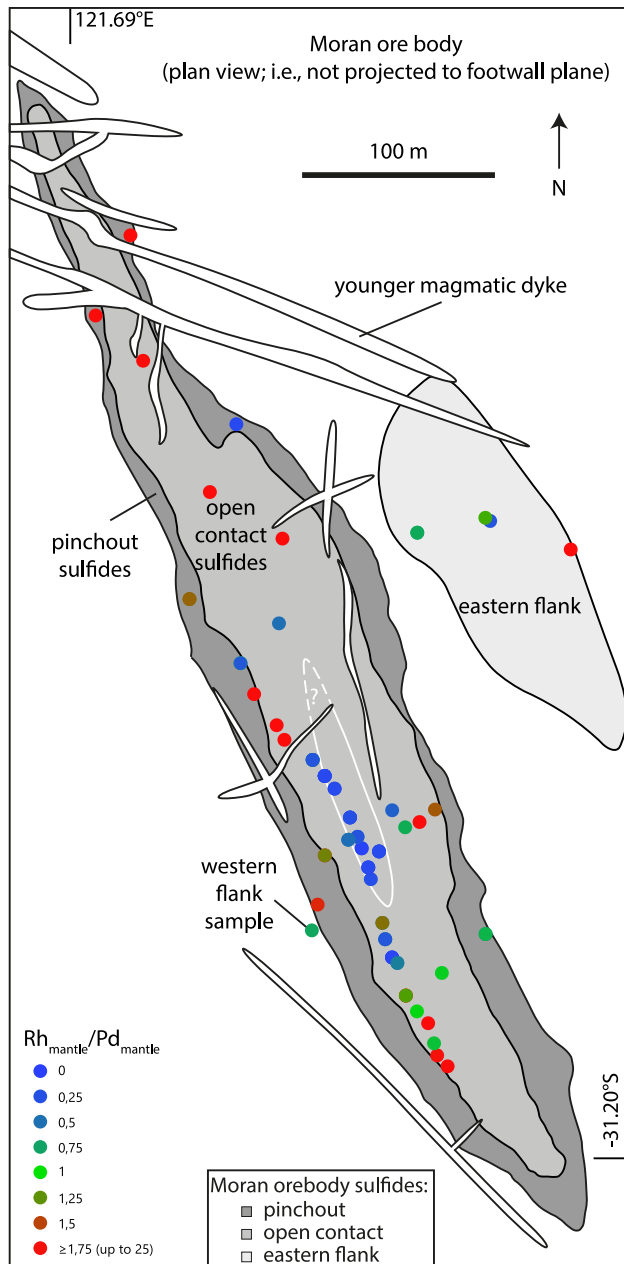 121.69°E
Moran ore body
(plan view; i.e., not projected to footwall plane)
100 m
N
younger magmatic dyke
open
contact
sulfides
pinchout
sulfides
eastern flank
?
western
flank
sample
Rhmantle/Pdmantle
0
0,25
0,5
0,75
1
1,25
1,5
≥1,75 (up to 25)
-31.20°S
Moran orebody sulfides:
pinchout
open contact
eastern flank